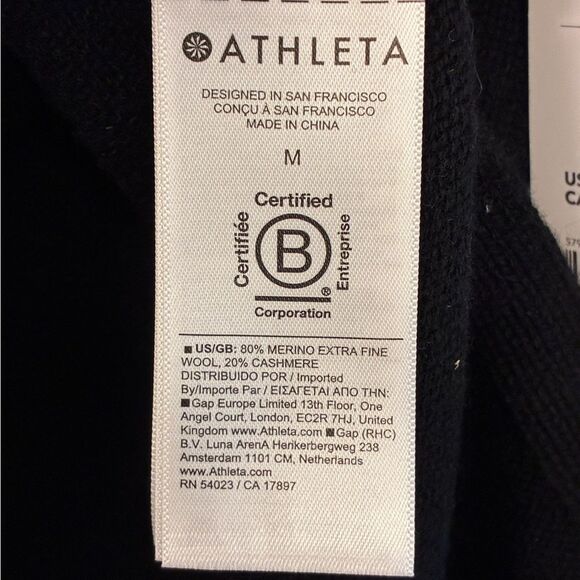 ATHLETA
DESIGNED IN SAN FRANCISCO
CONÇU À SAN FRANCISCO
MADE IN CHINA
M
Certified
Certifiée
B
Entreprise
®
Corporation
■ US/GB: 80% MERINO EXTRA FINE
WOOL, 20% CASHMERE
DISTRIBUIDO POR / Imported
By/Importe Par / ΕΙΣΑΓΕΤΑΙ ΑΠΟ ΤΗΝ:
■Gap Europe Limited 13th Floor, One
Angel Court, London, EC2R 7HJ, United
Kingdom www.Athleta.com ■Gap (RHC)
B.V. Luna ArenA Herikerbergweg 238
Amsterdam 1101 CM, Netherlands
www.Athleta.com
RN 54023 / CA 17897
US
CA